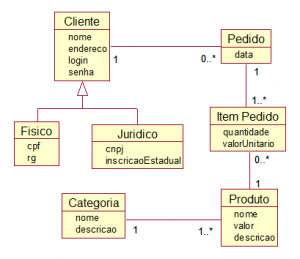 Cliente
nome
endereco
login
senha
1
0..*
Pedido
data
1
1..*
Fisico
cpf
rg
Juridico
cnpj
inscricaoEstadual
Item Pedido
quantidade
valorUnitario
0..*
1
Categoria
nome
descricao
1
1..*
Produto
nome
valor
descricao